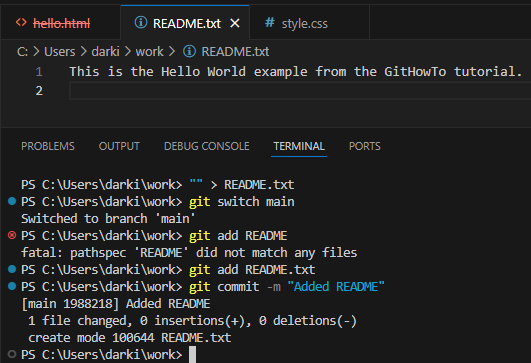 hello.html README.txt style.css
C: > Users > darki > work > README.txt
1 This is the Hello World example from the GitHowTo tutorial.
2
PROBLEMS OUTPUT DEBUG CONSOLE TERMINAL PORTS
PS C:\Users\darki\work> "" > README.txt
PS C:\Users\darki\work> git switch main
Switched to branch 'main'
PS C:\Users\darki\work> git add README
fatal: pathspec 'README' did not match any files
PS C:\Users\darki\work> git add README.txt
PS C:\Users\darki\work> git commit -m "Added README"
[main 1988218] Added README
 1 file changed, 0 insertions(+), 0 deletions(-)
 create mode 100644 README.txt
PS C:\Users\darki\work>